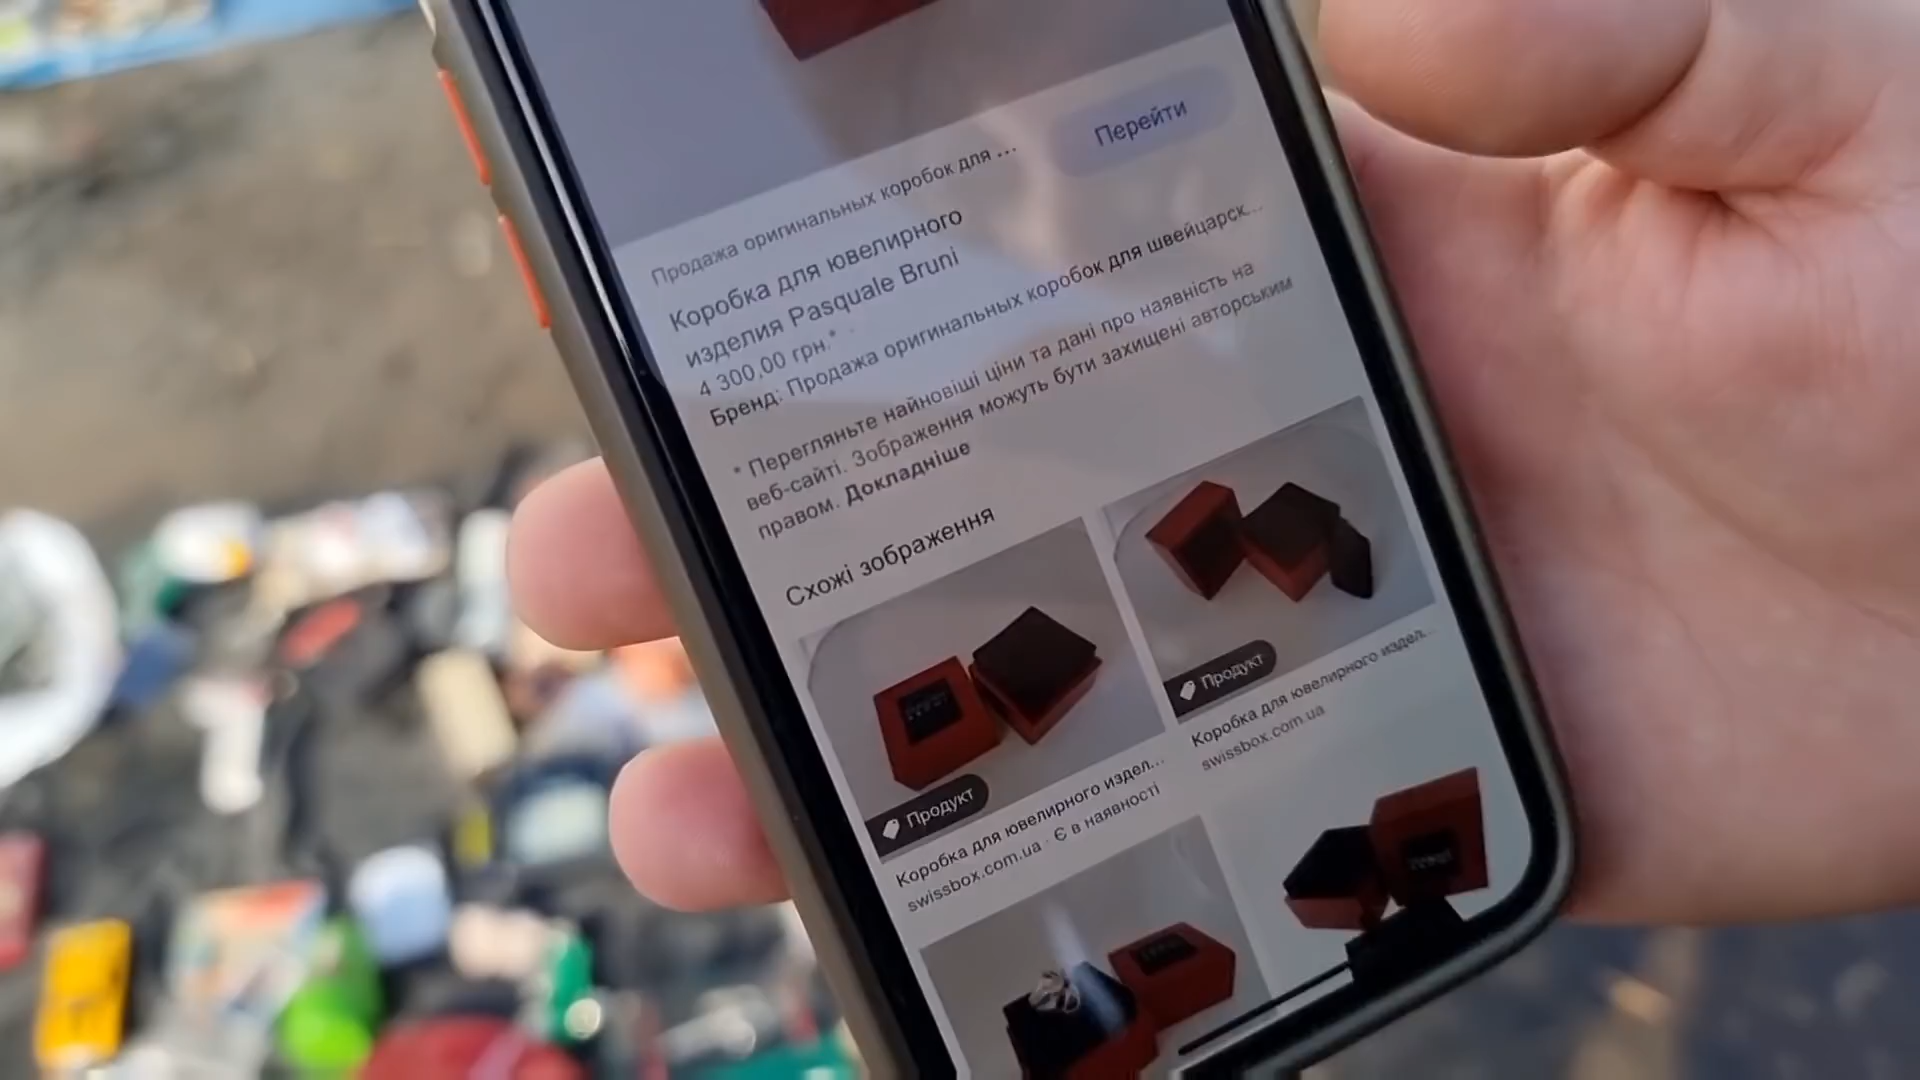 Перейти
Продажа оригинальных коробок для ...
Коробка для ювелирного
изделия Pasquale Bruni
4 300,00 грн.*
Бренд: Продажа оригинальных коробок для швейцарск...
* Перегляньте найновіші ціни та дані про наявність на
веб-сайті. Зображення можуть бути захищені авторським
правом. Докладніше
Схожі зображення
Продукт
Коробка для ювелирного издел...
swissbox.com.ua · Є в наявності
Продукт
Коробка для ювелирного издел...
swissbox.com.ua